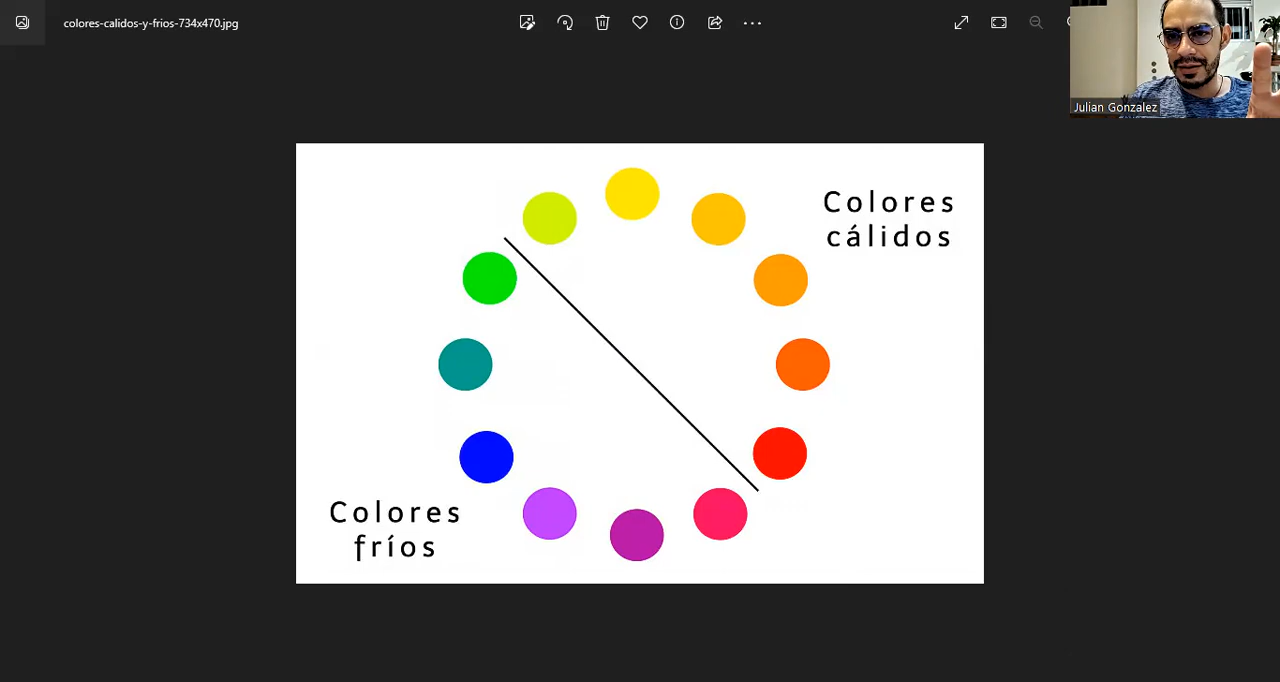 colores-calidos-y-frios-734x470.jpg
Julian Gonzalez
Colores
cálidos
Colores
fríos